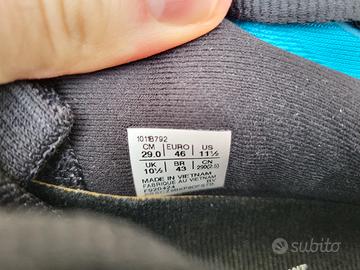 1011B792
CM EURO US
29.0 46 11½
UK BR CN
10½ 43 290(2.5)
MADE IN VIETNAM
FABRIQUÉ AU VIETNAM
RV
subito